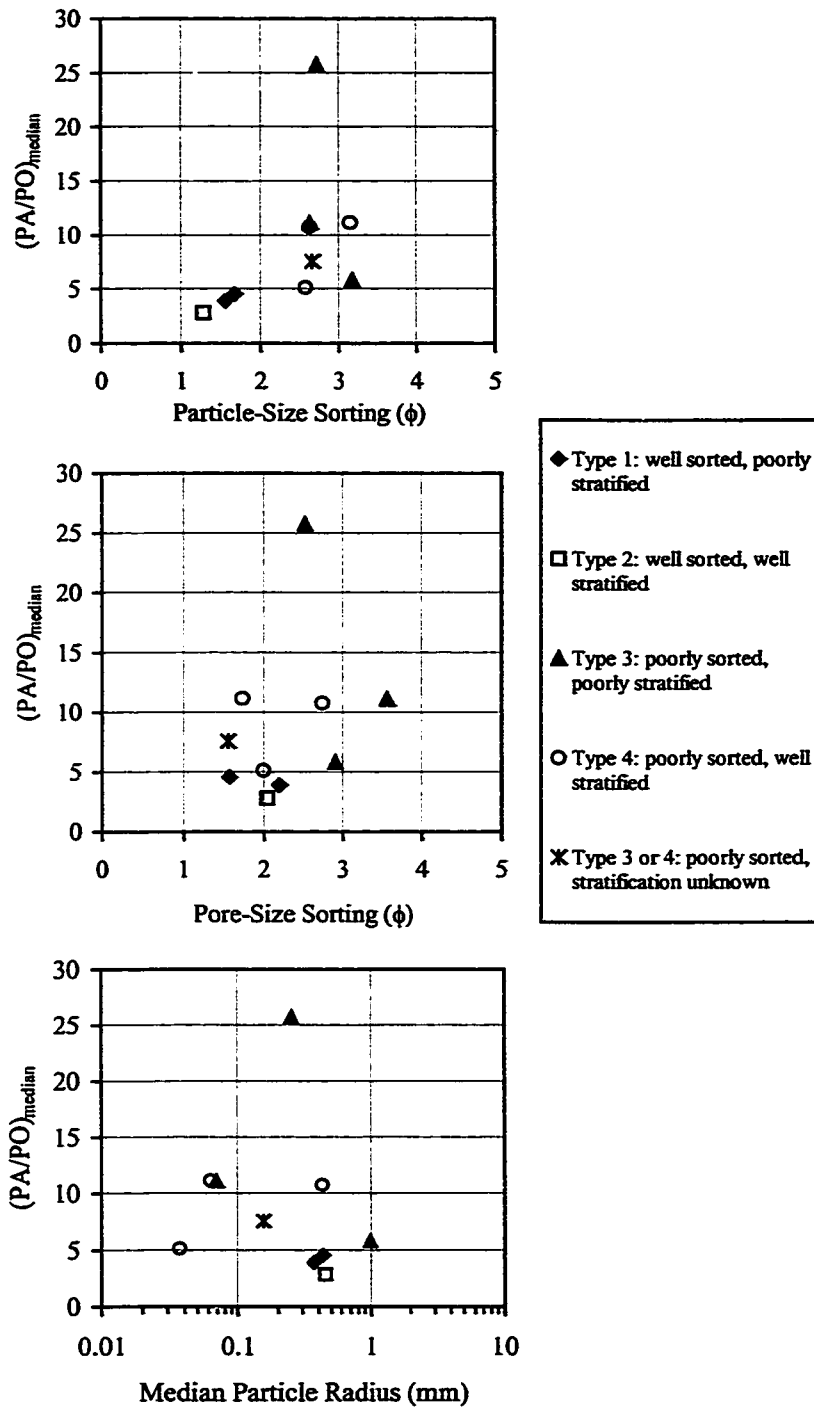 30
25
20
15
10
5
0
(PA/PO)median
0 1 2 3 4 5
Particle-Size Sorting (ϕ)
30
25
20
15
10
5
0
(PA/PO)median
0 1 2 3 4 5
Pore-Size Sorting (ϕ)
30
25
20
15
10
5
0
(PA/PO)median
0.01 0.1 1 10
Median Particle Radius (mm)
Type 1: well sorted, poorly
stratified
Type 2: well sorted, well
stratified
Type 3: poorly sorted,
poorly stratified
Type 4: poorly sorted, well
stratified
Type 3 or 4: poorly sorted,
stratification unknown